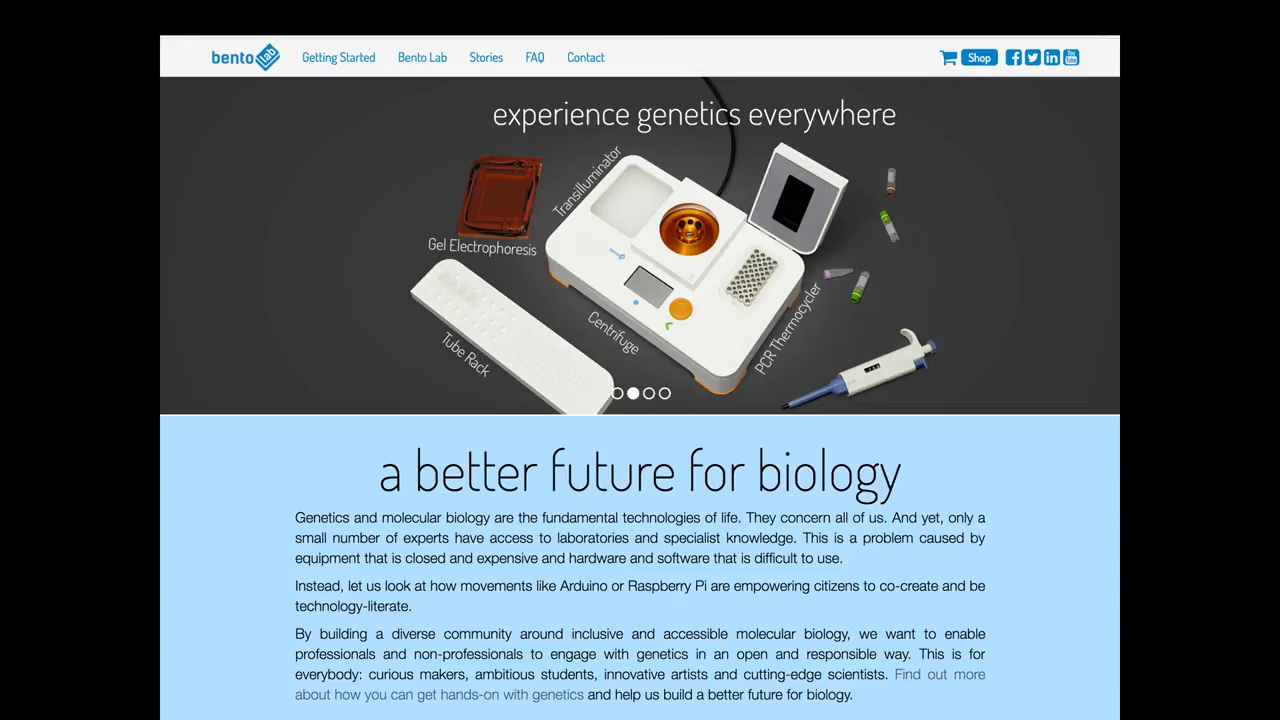 bento lab
Getting Started
Bento Lab
Stories
FAQ
Contact
Shop
You
Tube
experience genetics everywhere
Transilluminator
Gel Electrophoresis
bento
Centrifuge
PCR Thermocycler
Tube Rack
a better future for biology
Genetics and molecular biology are the fundamental technologies of life. They concern all of us. And yet, only a
small number of experts have access to laboratories and specialist knowledge. This is a problem caused by
equipment that is closed and expensive and hardware and software that is difficult to use.
Instead, let us look at how movements like Arduino or Raspberry Pi are empowering citizens to co-create and be
technology-literate.
By building a diverse community around inclusive and accessible molecular biology, we want to enable
professionals and non-professionals to engage with genetics in an open and responsible way. This is for
everybody: curious makers, ambitious students, innovative artists and cutting-edge scientists. Find out more
about how you can get hands-on with genetics and help us build a better future for biology.